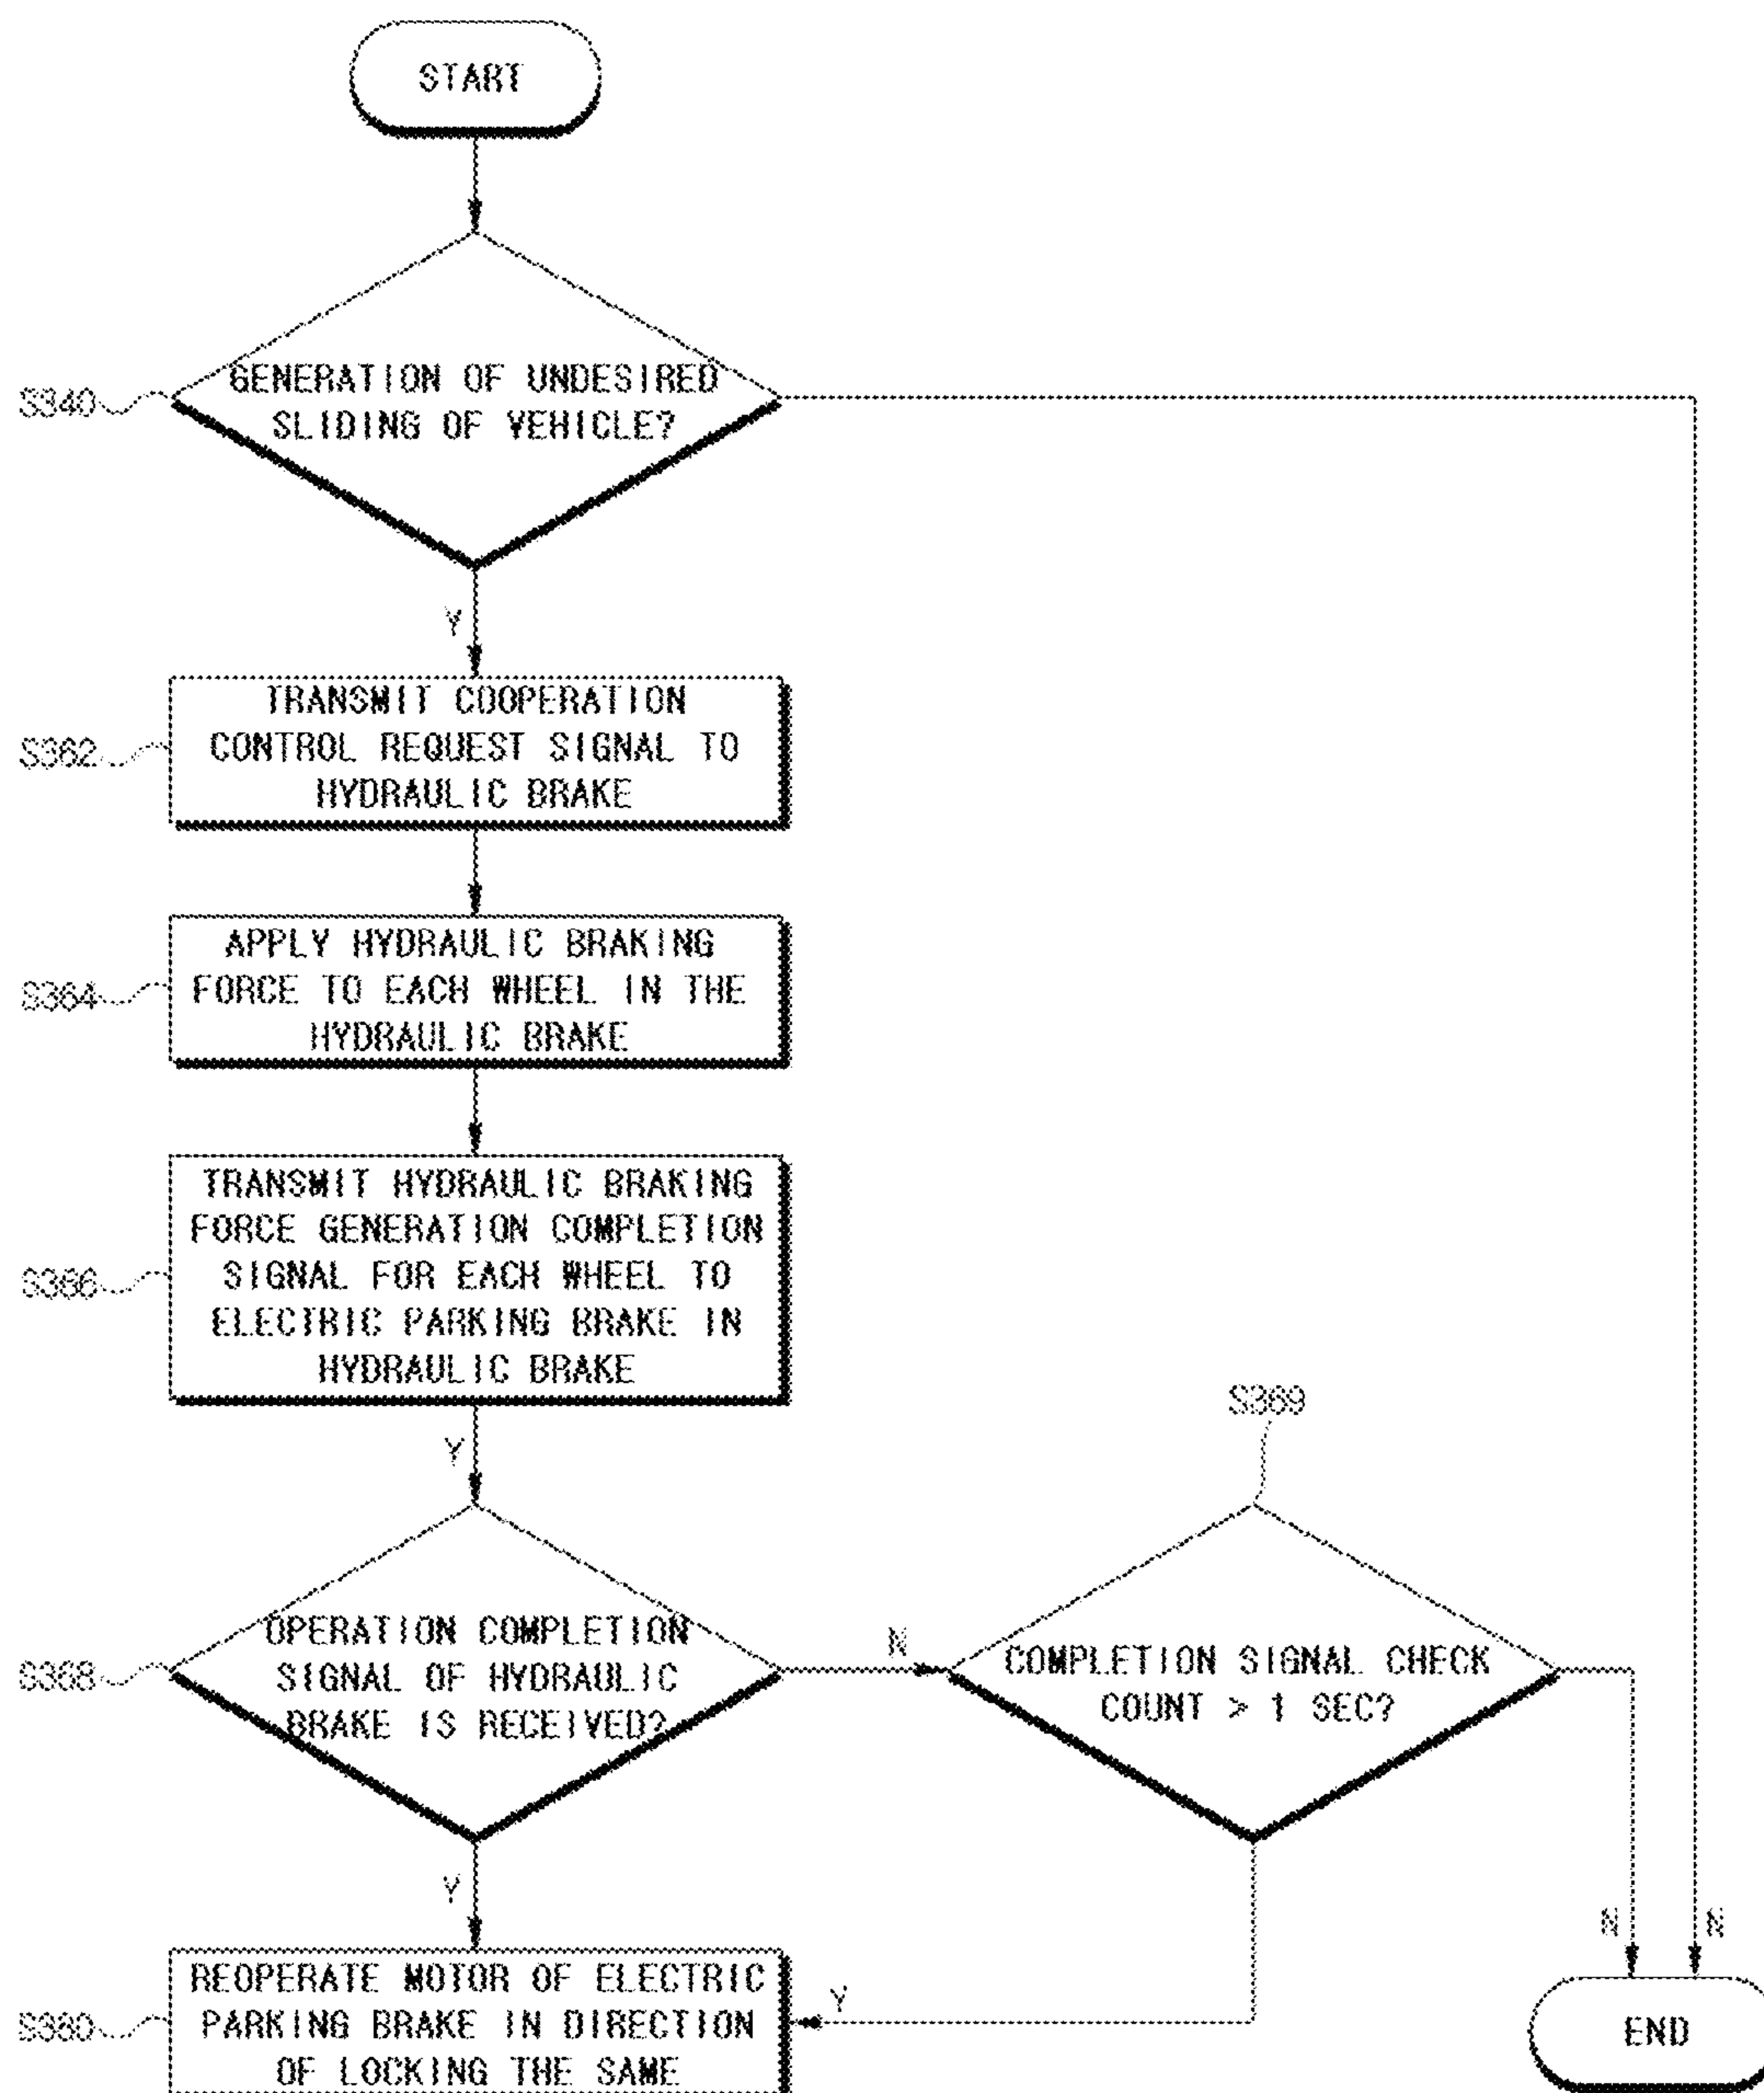 START
S340
GENERATION OF UNDESIRED
SLIDING OF VEHICLE?
Y
S362
TRANSMIT COOPERATION
CONTROL REQUEST SIGNAL TO
HYDRAULIC BRAKE
S364
APPLY HYDRAULIC BRAKING
FORCE TO EACH WHEEL IN THE
HYDRAULIC BRAKE
S366
TRANSMIT HYDRAULIC BRAKING
FORCE GENERATION COMPLETION
SIGNAL FOR EACH WHEEL TO
ELECTRIC PARKING BRAKE IN
HYDRAULIC BRAKE
Y
S368
OPERATION COMPLETION
SIGNAL OF HYDRAULIC
BRAKE IS RECEIVED?
N
S369
COMPLETION SIGNAL CHECK
COUNT > 1 SEC?
Y
N
N
S380
REOPERATE MOTOR OF ELECTRIC
PARKING BRAKE IN DIRECTION
OF LOCKING THE SAME
Y
END